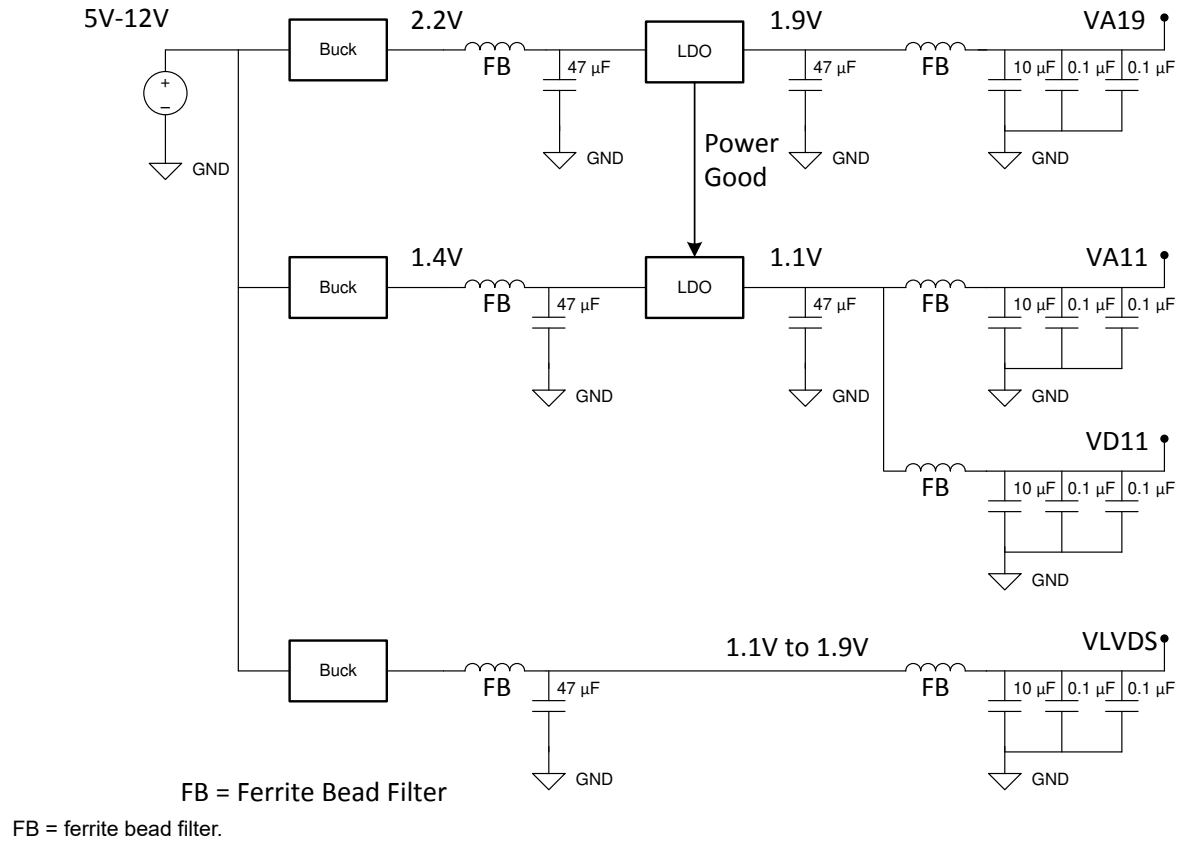 5V-12V
Buck
2.2V
FB
47 µF
LDO
1.9V
47 µF
FB
VA19
10 µF
0.1 µF
0.1 µF
+
–
GND
GND
Power
Good
GND
GND
Buck
1.4V
FB
47 µF
LDO
1.1V
47 µF
FB
VA11
10 µF
0.1 µF
0.1 µF
GND
GND
GND
VD11
FB
10 µF
0.1 µF
0.1 µF
GND
Buck
FB
47 µF
1.1V to 1.9V
FB
VLVDS
10 µF
0.1 µF
0.1 µF
GND
GND
FB = Ferrite Bead Filter
FB = ferrite bead filter.